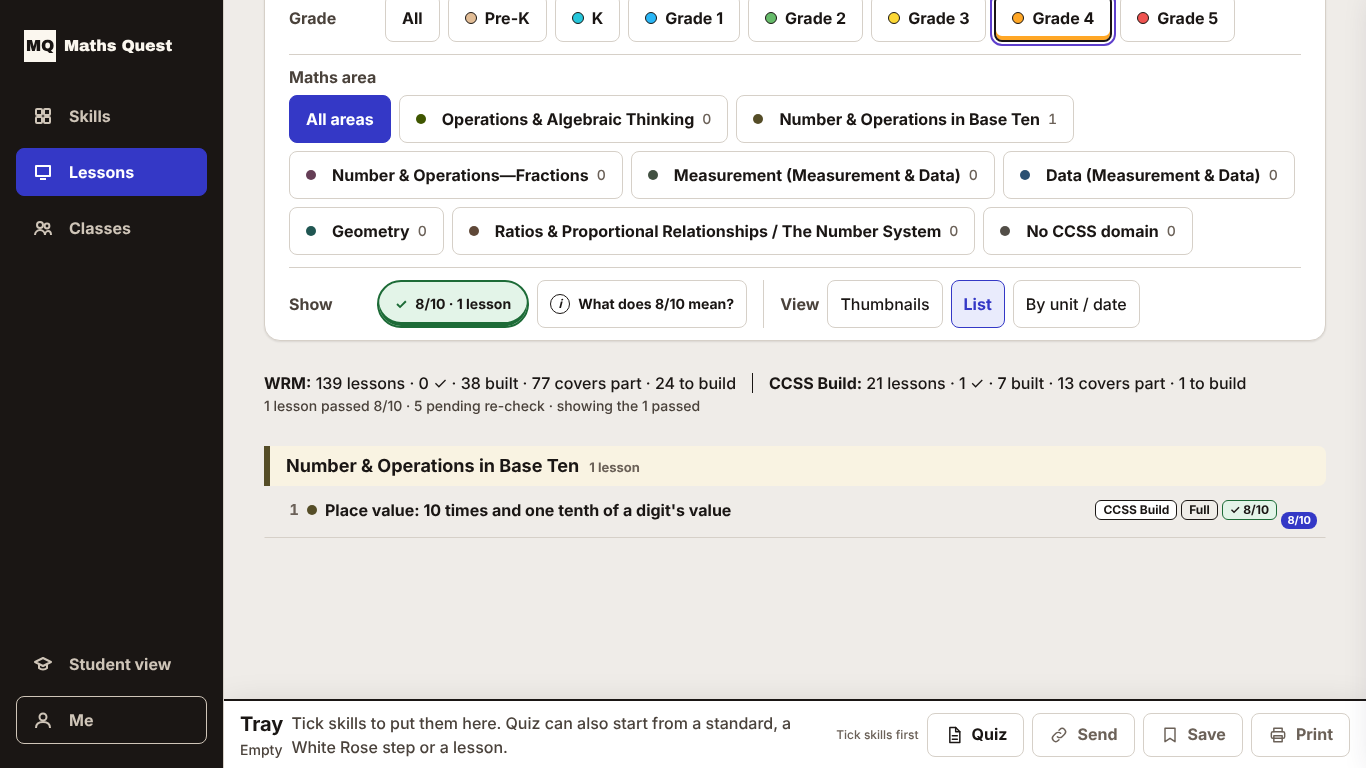 MQ Maths Quest
Skills
Lessons
Classes
Student view
Me
Grade All Pre-K K Grade 1 Grade 2 Grade 3 Grade 4 Grade 5
Maths area
All areas Operations & Algebraic Thinking 0 Number & Operations in Base Ten 1
Number & Operations—Fractions 0 Measurement (Measurement & Data) 0 Data (Measurement & Data) 0
Geometry 0 Ratios & Proportional Relationships / The Number System 0 No CCSS domain 0
Show ✓ 8/10 · 1 lesson i What does 8/10 mean? View Thumbnails List By unit / date
WRM: 139 lessons · 0 ✓ · 38 built · 77 covers part · 24 to build | CCSS Build: 21 lessons · 1 ✓ · 7 built · 13 covers part · 1 to build
1 lesson passed 8/10 · 5 pending re-check · showing the 1 passed
Number & Operations in Base Ten 1 lesson
1 Place value: 10 times and one tenth of a digit's value CCSS Build Full ✓ 8/10 8/10
Tray Tick skills to put them here. Quiz can also start from a standard, a
Empty White Rose step or a lesson.
Tick skills first Quiz Send Save Print